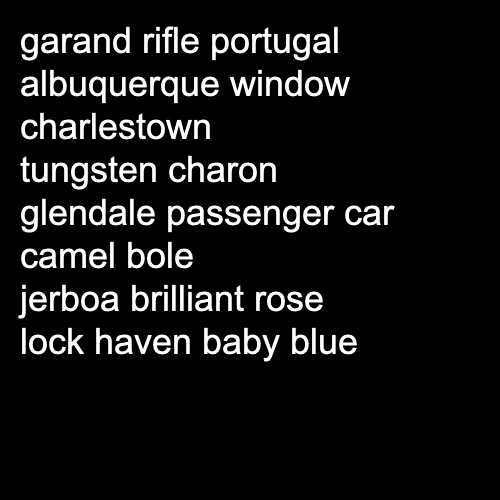 garand rifle portugal
albuquerque window
charlestown
tungsten charon
glendale passenger car
camel bole
jerboa brilliant rose
lock haven baby blue